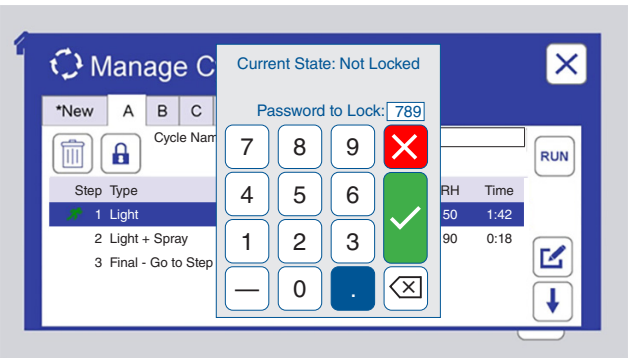 Manage C
Current State: Not Locked
*New A B C
Password to Lock: 789
Cycle Nam
7 8 9
RUN
Step Type RH Time
4 5 6
1 Light 50 1:42
2 Light + Spray 90 0:18
1 2 3
3 Final - Go to Step
— 0 .